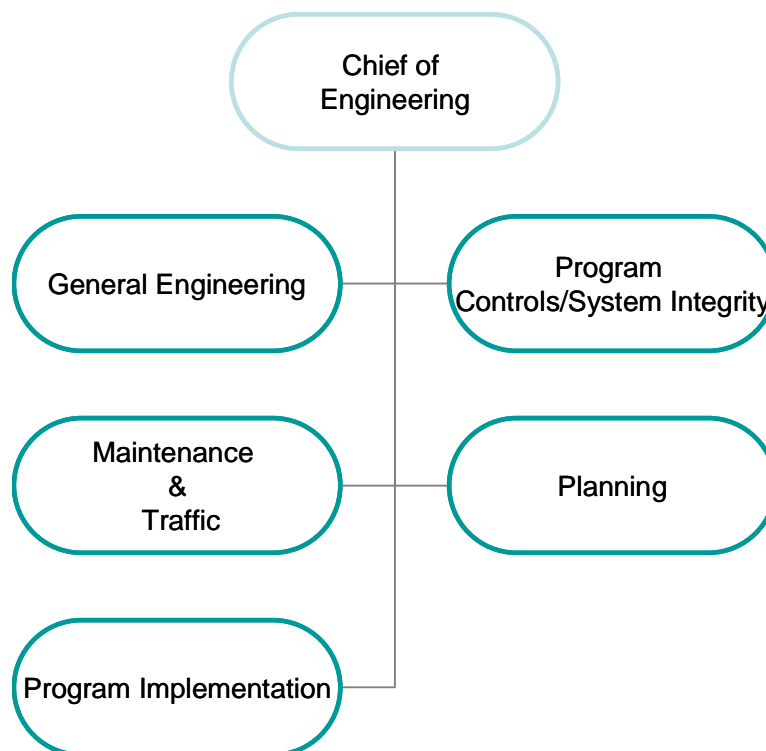 Chief of
Engineering
General Engineering
Program
Controls/System Integrity
Maintenance
&
Traffic
Planning
Program Implementation